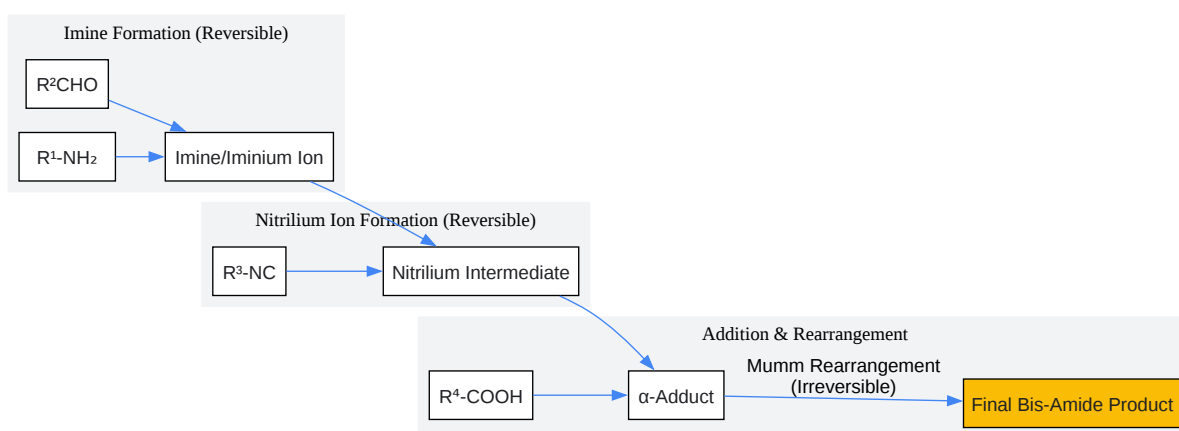 Imine Formation (Reversible)
R²CHO
R¹-NH₂
Imine/Iminium Ion
Nitrilium Ion Formation (Reversible)
R³-NC
Nitrilium Intermediate
Addition & Rearrangement
R⁴-COOH
α-Adduct
Mumm Rearrangement
(Irreversible)
Final Bis-Amide Product